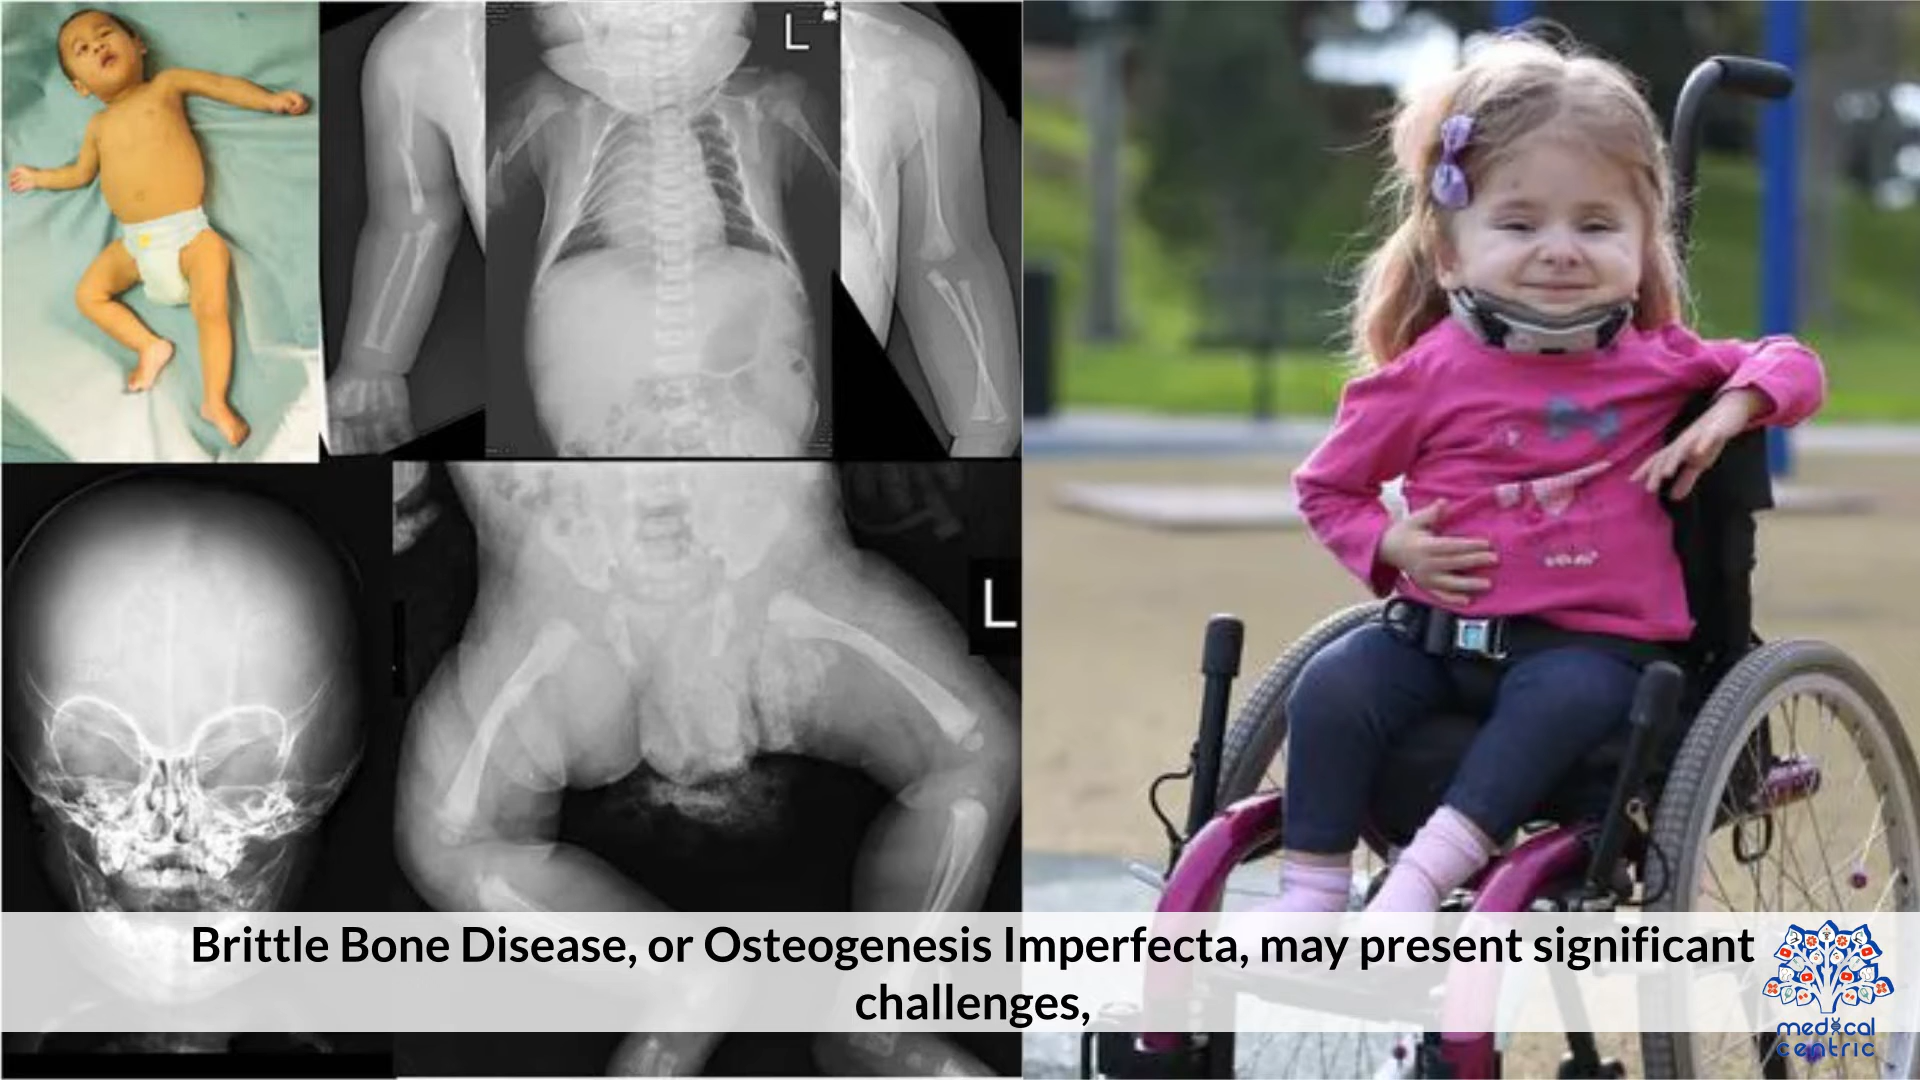 L
L
Brittle Bone Disease, or Osteogenesis Imperfecta, may present significant
challenges,
medical
centric